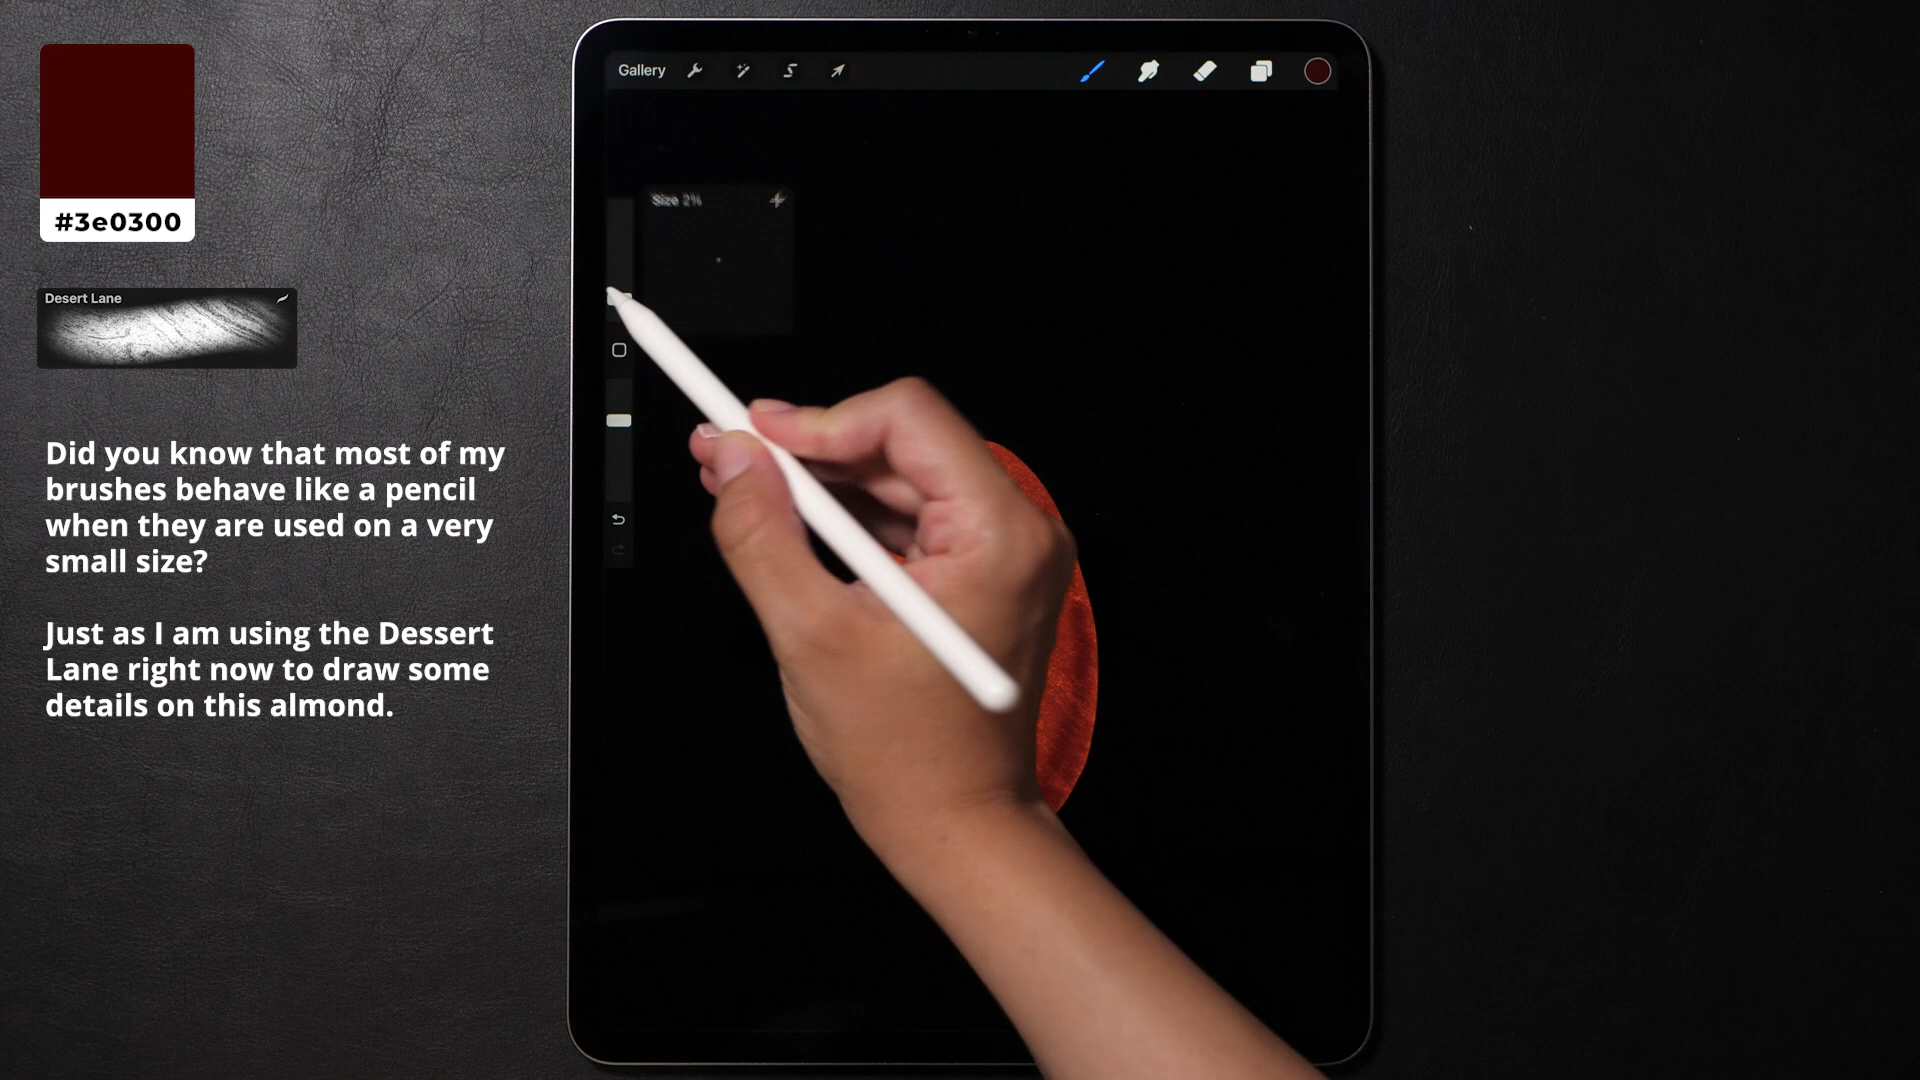 #3e0300
Desert Lane
Did you know that most of my
brushes behave like a pencil
when they are used on a very
small size?
Just as I am using the Dessert
Lane right now to draw some
details on this almond.
Gallery
Size 2%